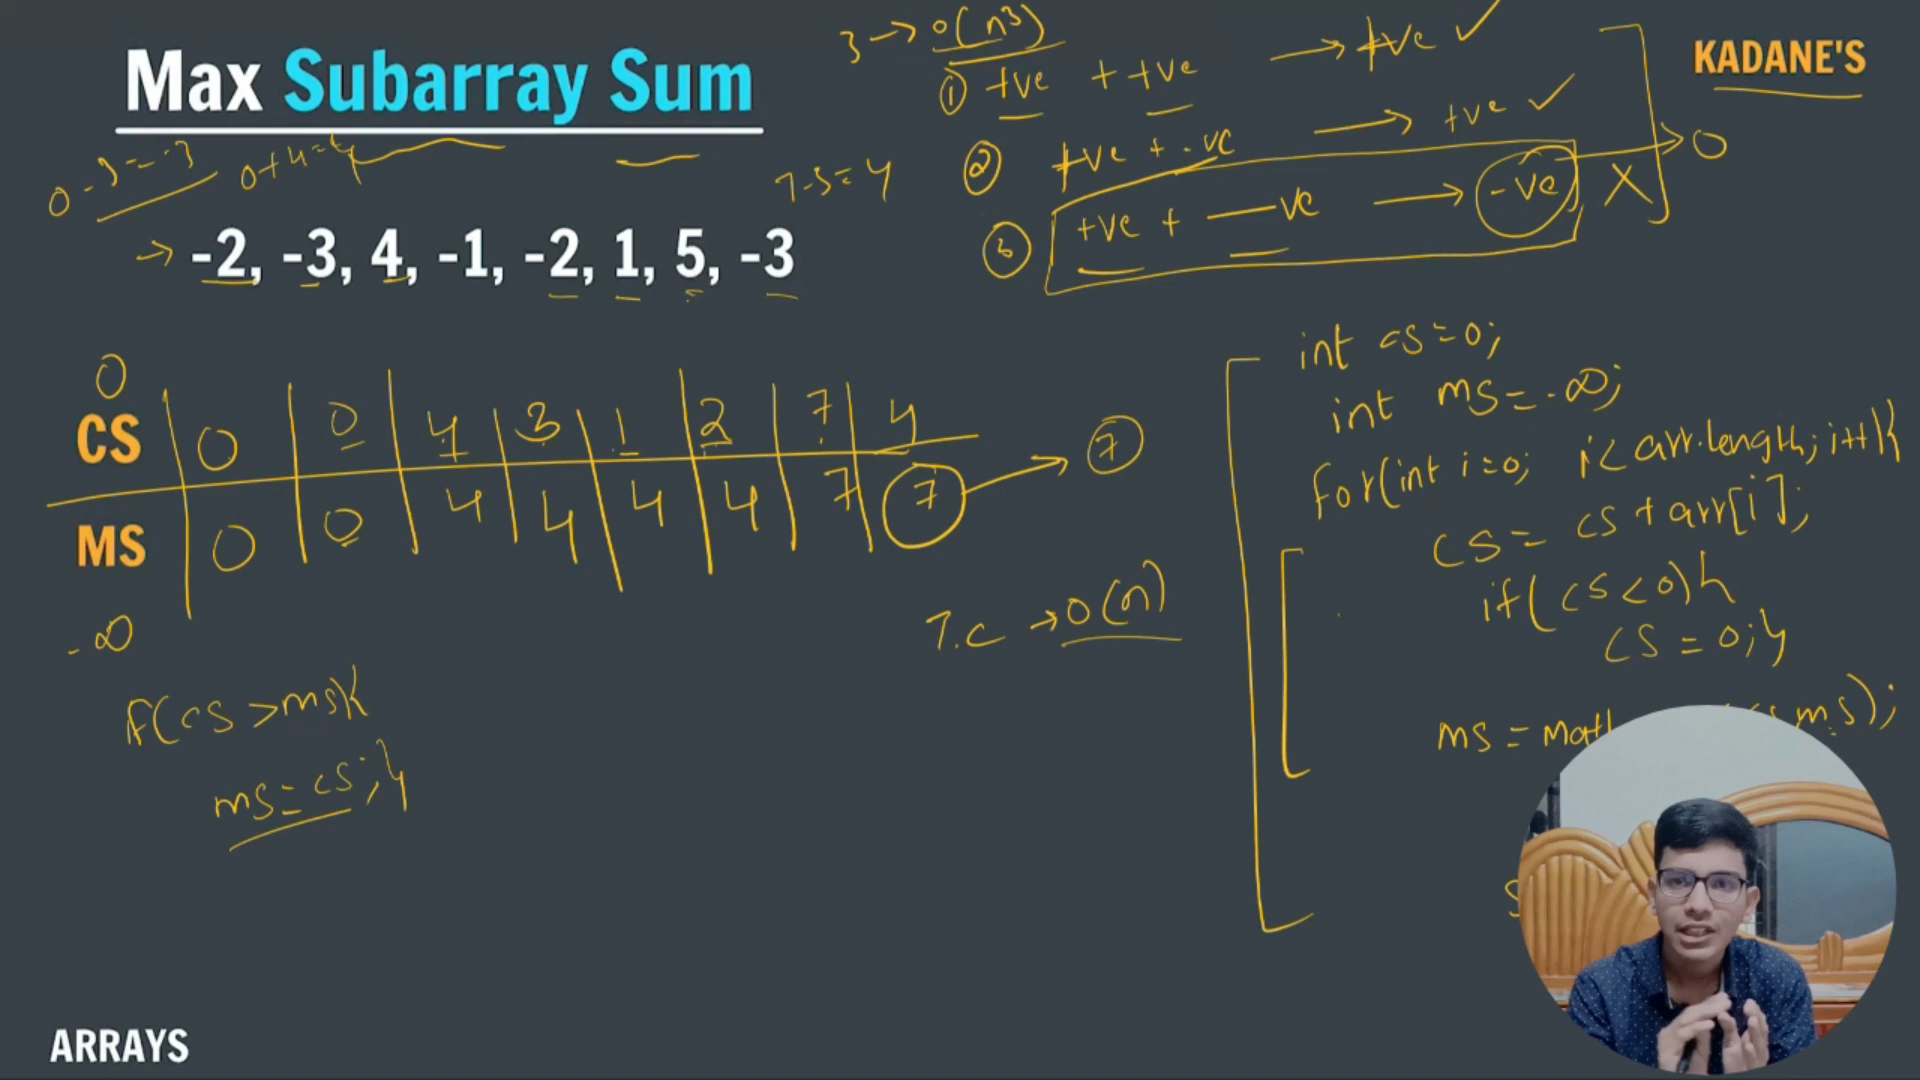 Max Subarray Sum
KADANE'S
3 → O(n³)
① +ve + +ve → +ve ✓
② +ve + -ve → +ve ✓
③ +ve + —ve → -ve X → 0
0 - 3 = -3
0+4=4
7-3=4
→ -2, -3, 4, -1, -2, 1, 5, -3
0
CS 0 0 4 3 1 2 7 4
MS 0 0 4 4 4 4 7 7 → 7
-∞
if(cs>ms){
ms=cs;}
T.C → O(n)
int cs=0;
int ms=-∞;
for(int i=0; i<arr.length; i++){
cs= cs+arr[i];
if(cs<0){
cs=0;}
ms=mat ms);
ARRAYS